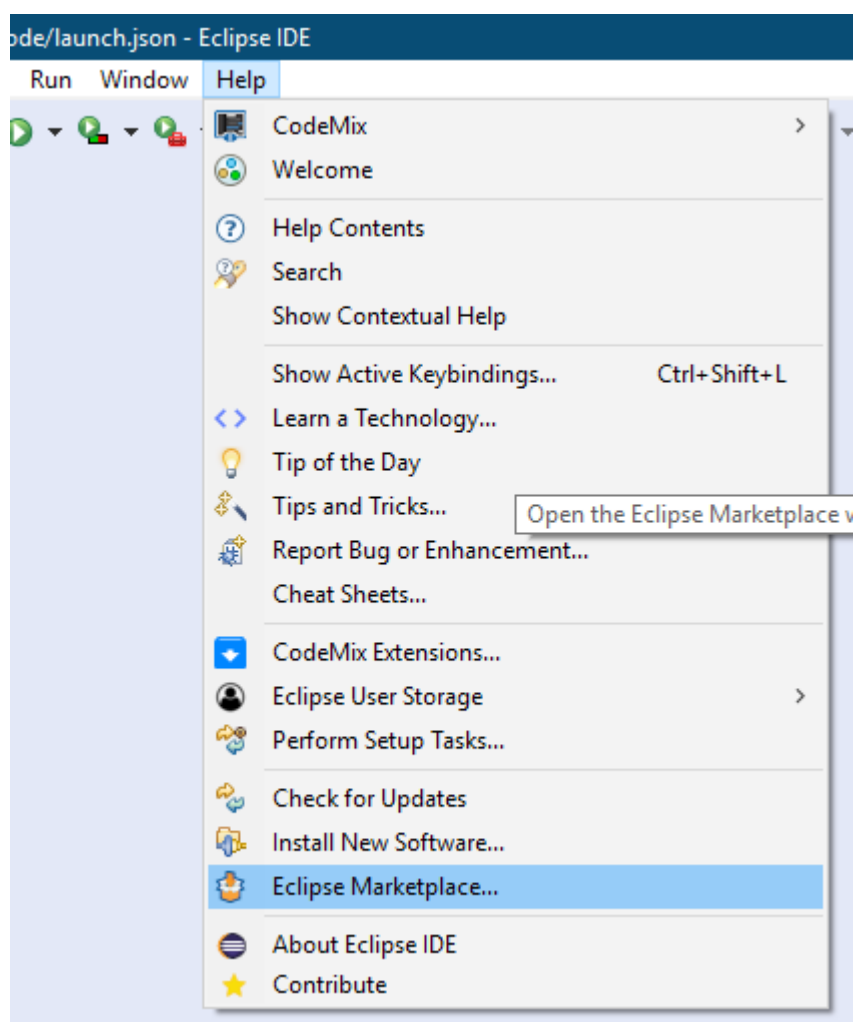 ode/launch.json - Eclipse IDE
Run Window Help
CodeMix
Welcome
Help Contents
Search
Show Contextual Help
Show Active Keybindings... Ctrl+Shift+L
Learn a Technology...
Tip of the Day
Tips and Tricks...
Open the Eclipse Marketplace
Report Bug or Enhancement...
Cheat Sheets...
CodeMix Extensions...
Eclipse User Storage
Perform Setup Tasks...
Check for Updates
Install New Software...
Eclipse Marketplace...
About Eclipse IDE
Contribute